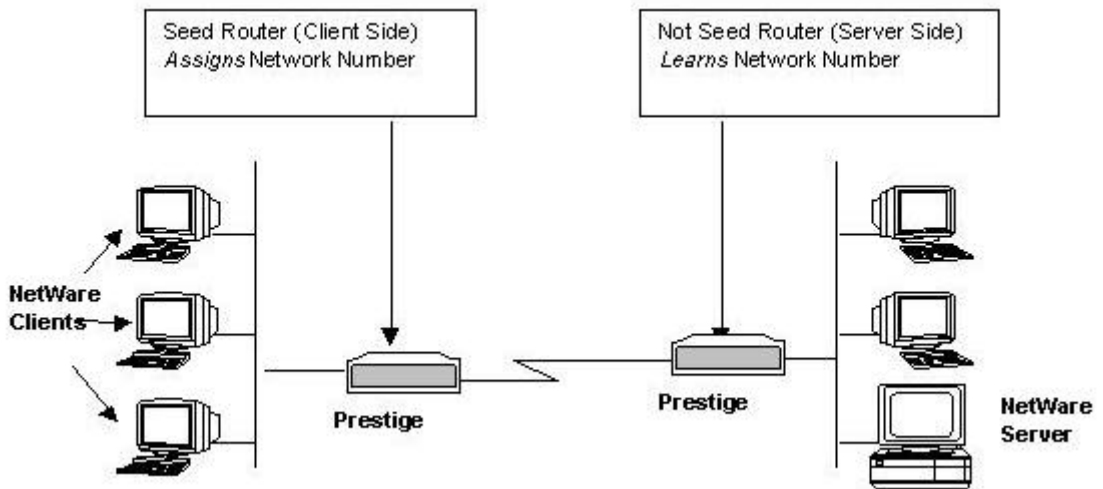 Seed Router (Client Side)
Assigns Network Number
Not Seed Router (Server Side)
Learns Network Number
NetWare
Clients
Prestige
Prestige
NetWare
Server